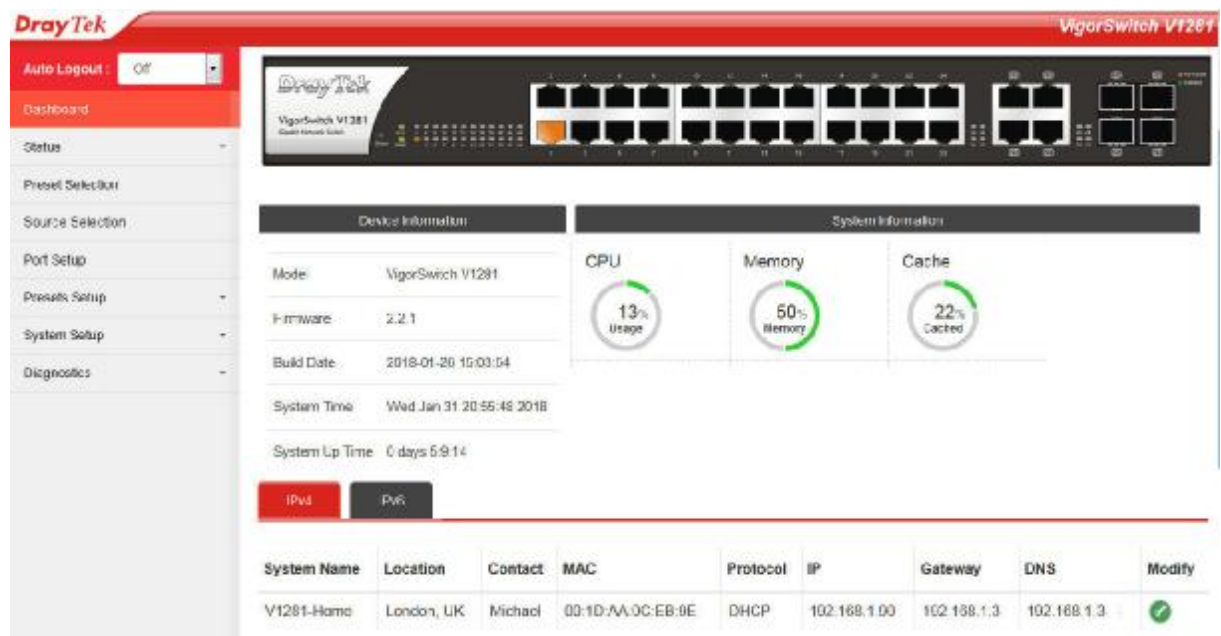 DrayTek
VigorSwitch V1281
Auto Logout : Off
Dashboard
Status
Preset Selection
Source Selection
Port Setup
Presets Setup
System Setup
Diagnostics
DrayTek
VigorSwitch V1281
Device Information
System Information
Model VigorSwitch V1281
Firmware 2.2.1
Build Date 2018-01-26 15:03:54
System Time Wed Jan 31 20:55:48 2018
System Up Time 0 days 5:9:14
CPU Memory Cache
13% 50% 22%
Usage Memory Cached
IPv4 IPv6
System Name Location Contact MAC Protocol IP Gateway DNS Modify
V1281-Home London, UK Michael DHCP 192.168.1.3 192.168.1.3